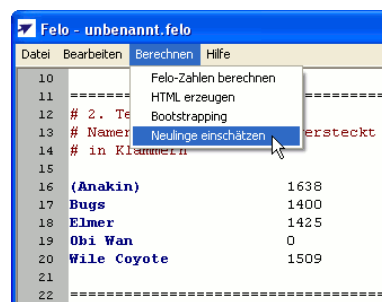 Felo - unbenannt.felo
Datei Bearbeiten Berechnen Hilfe
Felo-Zahlen berechnen
HTML erzeugen
Bootstrapping
Neulinge einschätzen
10
11 ==========
12 # 2. Te
13 # Namen ersteckt
14 # in Klammern
15
16 (Anakin) 1638
17 Bugs 1400
18 Elmer 1425
19 Obi Wan 0
20 Wile Coyote 1509
21
22 ==============================